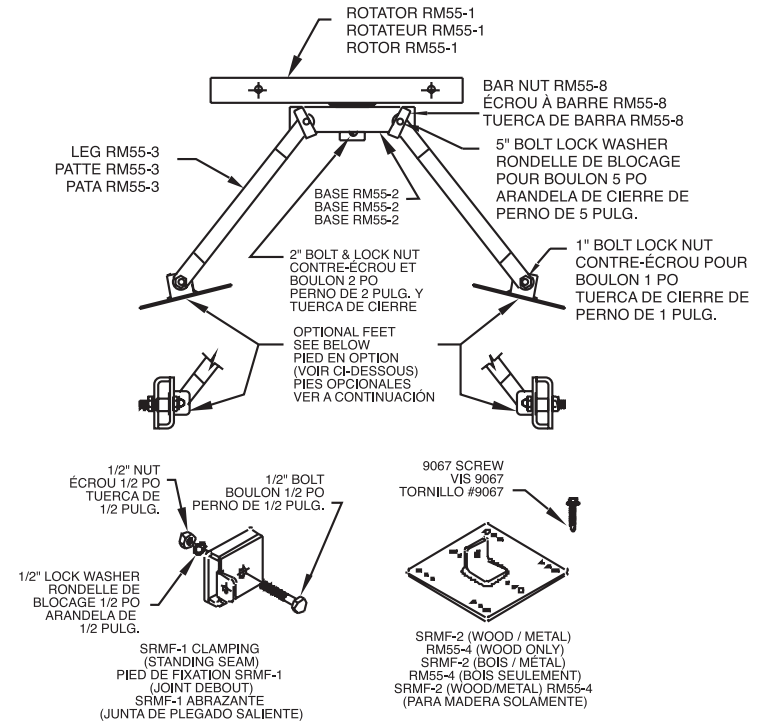 ROTATOR RM55-1
ROTATEUR RM55-1
ROTOR RM55-1
BAR NUT RM55-8
ÉCROU À BARRE RM55-8
TUERCA DE BARRA RM55-8
LEG RM55-3
PATTE RM55-3
PATA RM55-3
5" BOLT LOCK WASHER
RONDELLE DE BLOCAGE
POUR BOULON 5 PO
ARANDELA DE CIERRE DE
PERNO DE 5 PULG.
BASE RM55-2
BASE RM55-2
BASE RM55-2
2" BOLT & LOCK NUT
CONTRE-ÉCROU ET
BOULON 2 PO
PERNO DE 2 PULG. Y
TUERCA DE CIERRE
1" BOLT LOCK NUT
CONTRE-ÉCROU POUR
BOULON 1 PO
TUERCA DE CIERRE DE
PERNO DE 1 PULG.
OPTIONAL FEET
SEE BELOW
PIED EN OPTION
(VOIR CI-DESSOUS)
PIES OPCIONALES
VER A CONTINUACIÓN
1/2" NUT
ÉCROU 1/2 PO
TUERCA DE
1/2 PULG.
1/2" BOLT
BOULON 1/2 PO
PERNO DE 1/2 PULG.
1/2" LOCK WASHER
RONDELLE DE
BLOCAGE 1/2 PO
ARANDELA DE
1/2 PULG.
SRMF-1 CLAMPING
(STANDING SEAM)
PIED DE FIXATION SRMF-1
(JOINT DEBOUT)
SRMF-1 ABRAZANTE
(JUNTA DE PLEGADO SALIENTE)
9067 SCREW
VIS 9067
TORNILLO #9067
SRMF-2 (WOOD / METAL)
RM55-4 (WOOD ONLY)
SRMF-2 (BOIS / MÉTAL)
RM55-4 (BOIS SEULEMENT)
SRMF-2 (WOOD/METAL) RM55-4
(PARA MADERA SOLAMENTE)